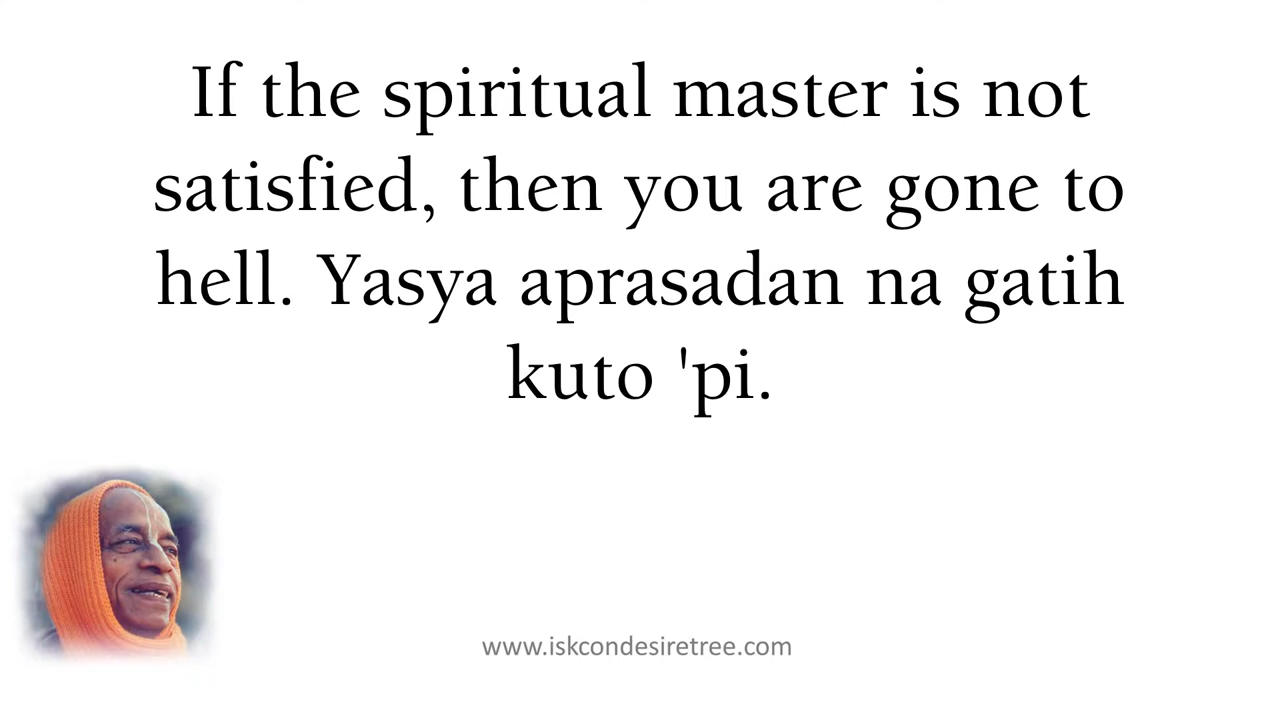 If the spiritual master is not
satisfied, then you are gone to
hell. Yasya aprasadan na gatih
kuto 'pi.
www.iskcondesiretree.com